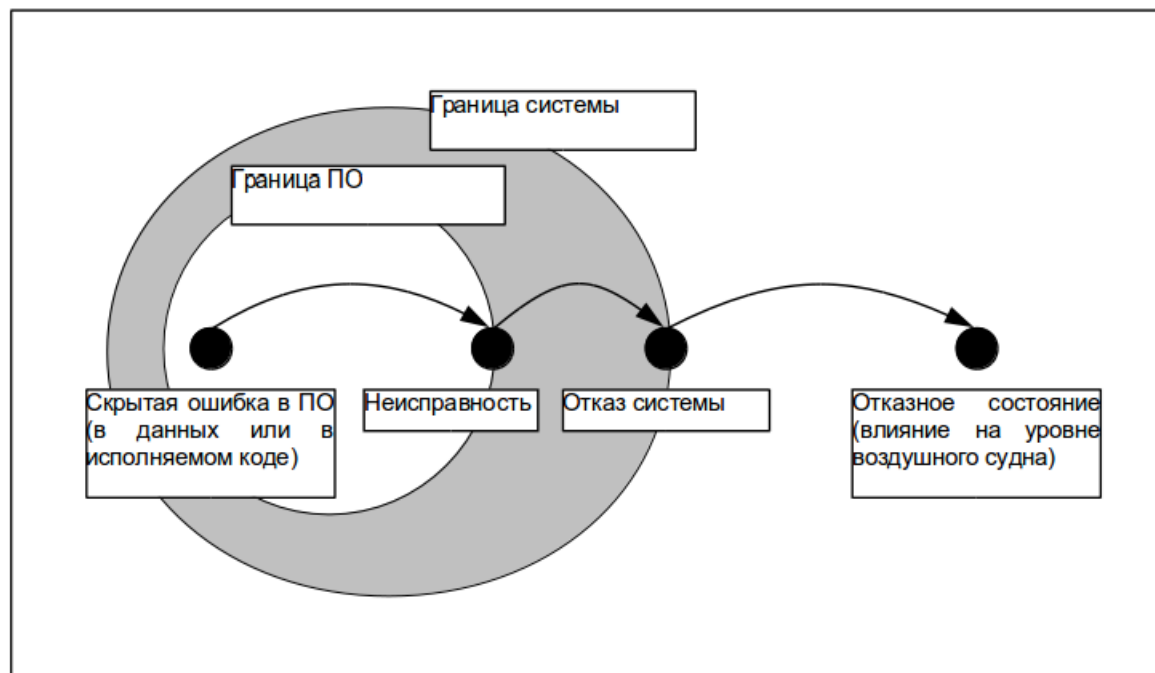 Граница системы
Граница ПО
Скрытая ошибка в ПО
(в данных или в
исполняемом коде)
Неисправность
Отказ системы
Отказное состояние
(влияние на уровне
воздушного судна)